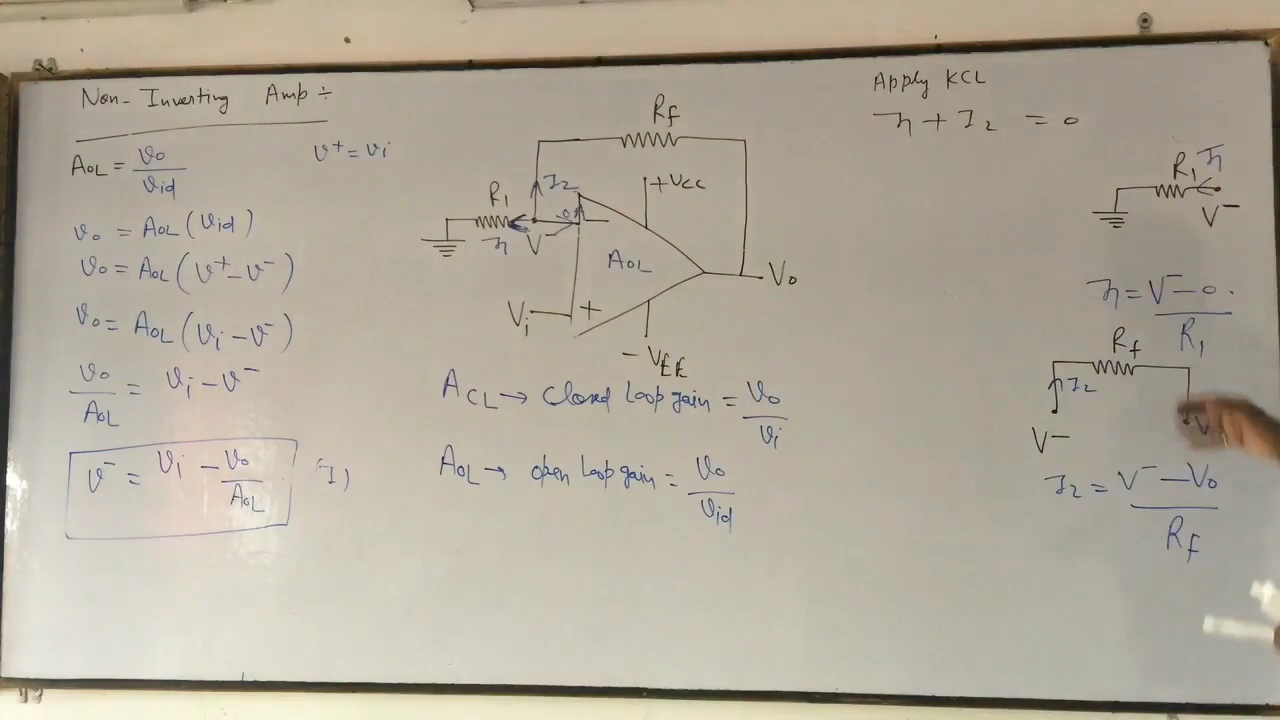 Non-Inverting Amp ÷
AOL = vo / vid
v+ = vi
vo = AOL (vid)
vo = AOL (v+ - v-)
vo = AOL (vi - v-)
vo / AOL = vi - v-
v- = vi - vo / AOL
I)
Rf
+VCC
I2
R1
I1
V-
AOL
Vo
Vi
+
-VEE
ACL → Closed Loop gain = vo / vi
AOL → open Loop gain = vo / vid
Apply KCL
I1 + I2 = 0
R1
I1
V-
I1 = V- - 0 / R1
Rf
I2
V-
I2 = V- - Vo / Rf